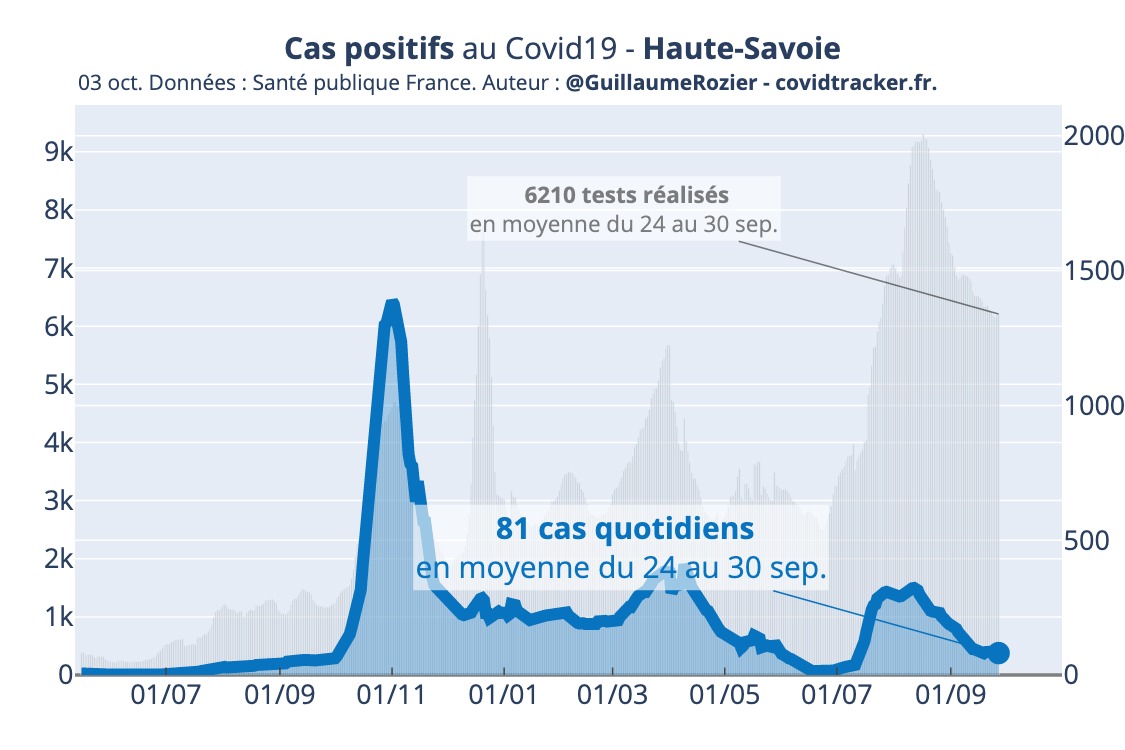 Cas positifs au Covid19 - Haute-Savoie
03 oct. Données : Santé publique France. Auteur : @GuillaumeRozier - covidtracker.fr.
9k
8k
7k
6k
5k
4k
3k
2k
1k
0
2000
1500
1000
500
0
6210 tests réalisés
en moyenne du 24 au 30 sep.
81 cas quotidiens
en moyenne du 24 au 30 sep.
01/07 01/09 01/11 01/01 01/03 01/05 01/07 01/09